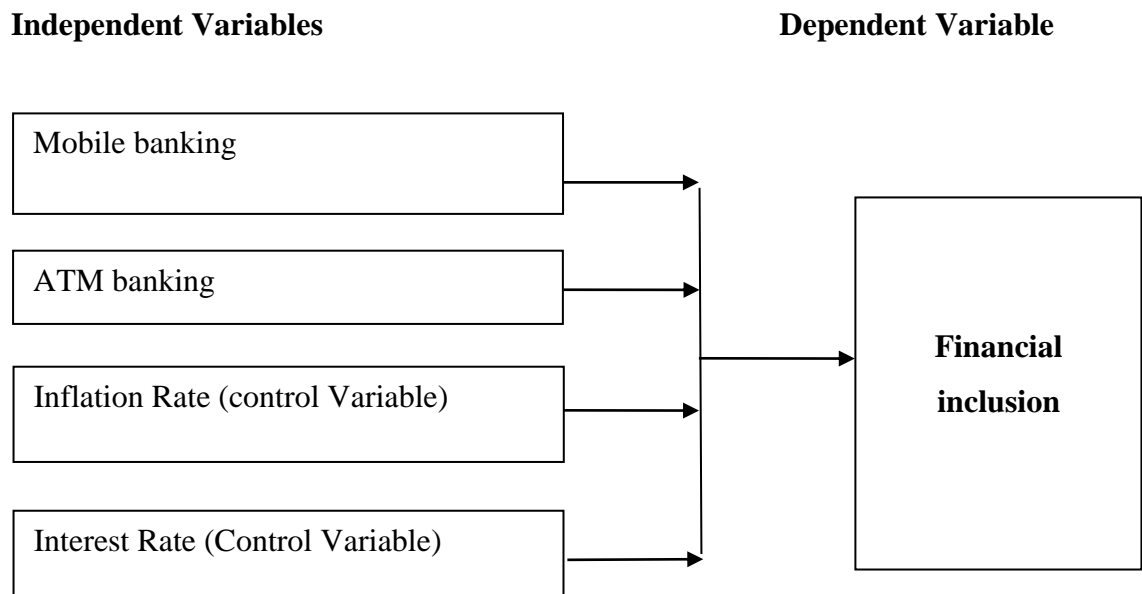 Independent Variables
Dependent Variable
Mobile banking
ATM banking
Inflation Rate (control Variable)
Interest Rate (Control Variable)
Financial
inclusion